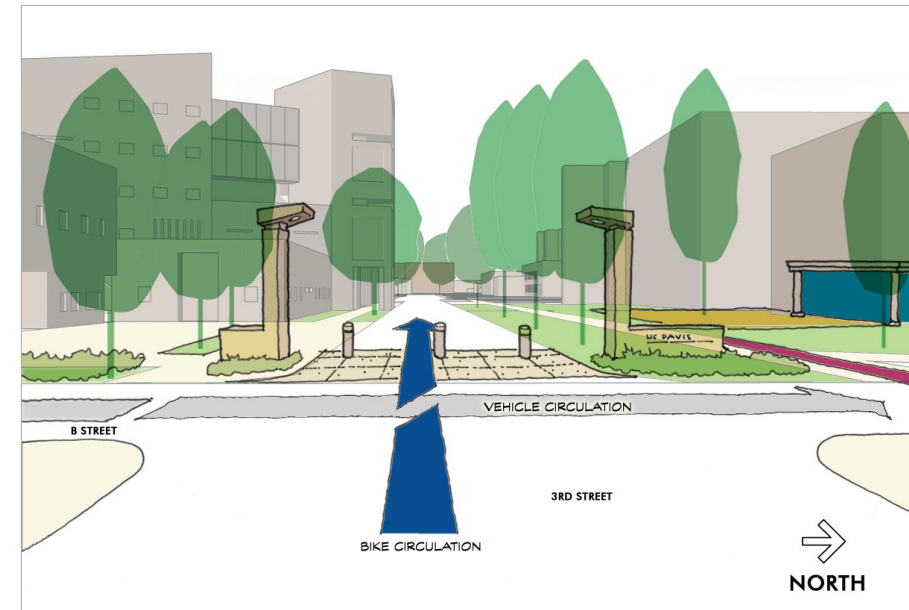 UC DAVIS
VEHICLE CIRCULATION
B STREET
3RD STREET
BIKE CIRCULATION
NORTH